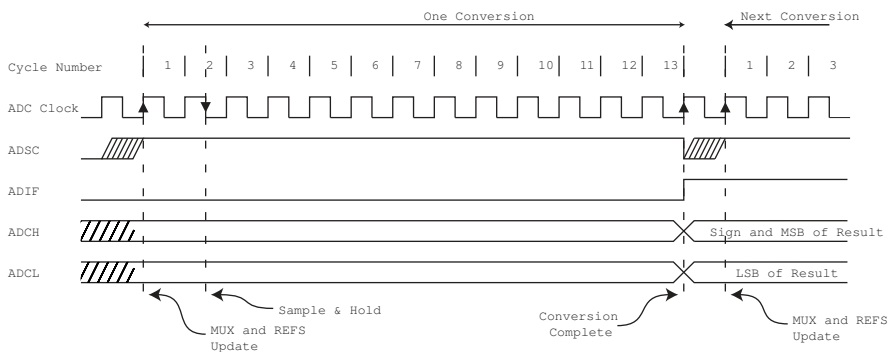 One Conversion
Next Conversion
Cycle Number
1 2 3 4 5 6 7 8 9 10 11 12 13 1 2 3
ADC Clock
ADSC
ADIF
ADCH
Sign and MSB of Result
ADCL
LSB of Result
Sample & Hold
MUX and REFS
Update
Conversion
Complete
MUX and REFS
Update